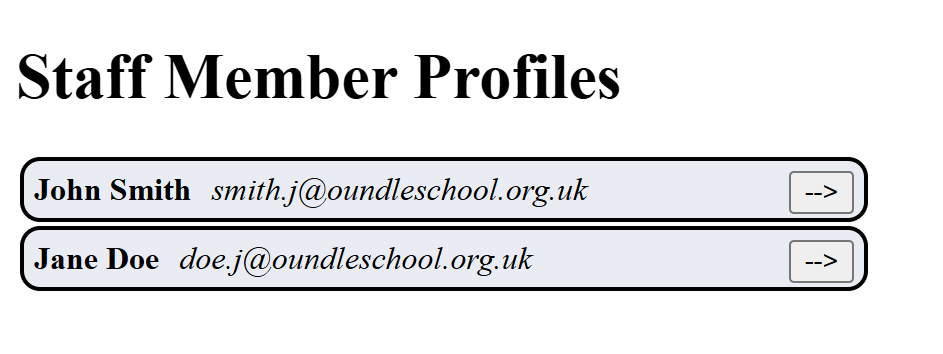 Staff Member Profiles
John Smith smith.j@oundleschool.org.uk -->
Jane Doe doe.j@oundleschool.org.uk -->